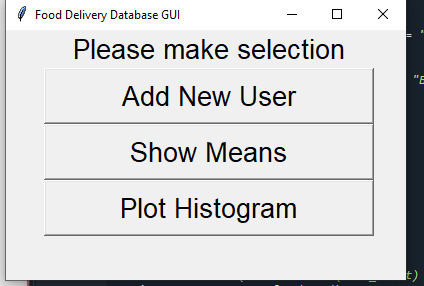 Food Delivery Database GUI
Please make selection
Add New User
Show Means
Plot Histogram